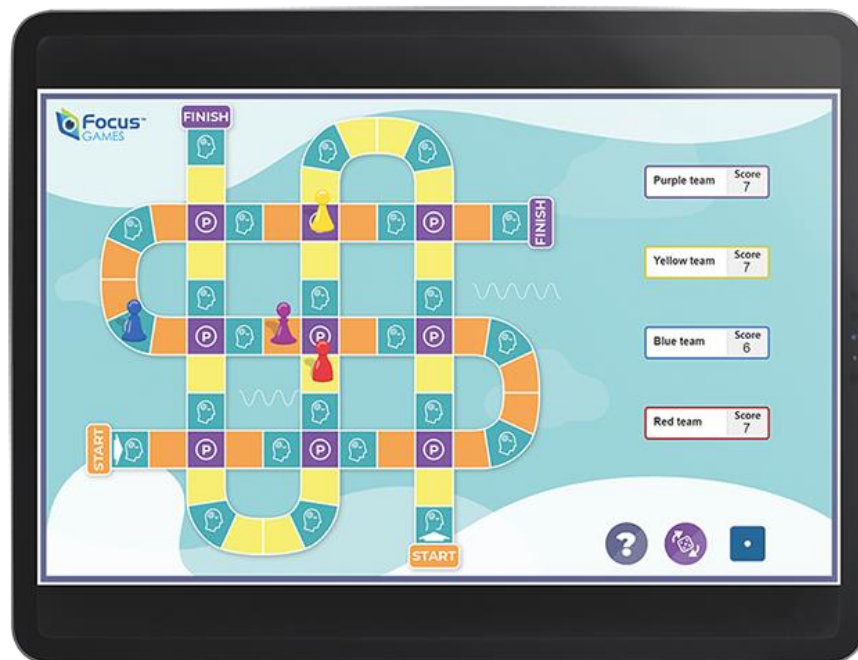 Focus™
GAMES
FINISH
FINISH
P
P
P
P
P
P
P
P
START
START
Purple team
Score
7
Yellow team
Score
7
Blue team
Score
6
Red team
Score
7
?